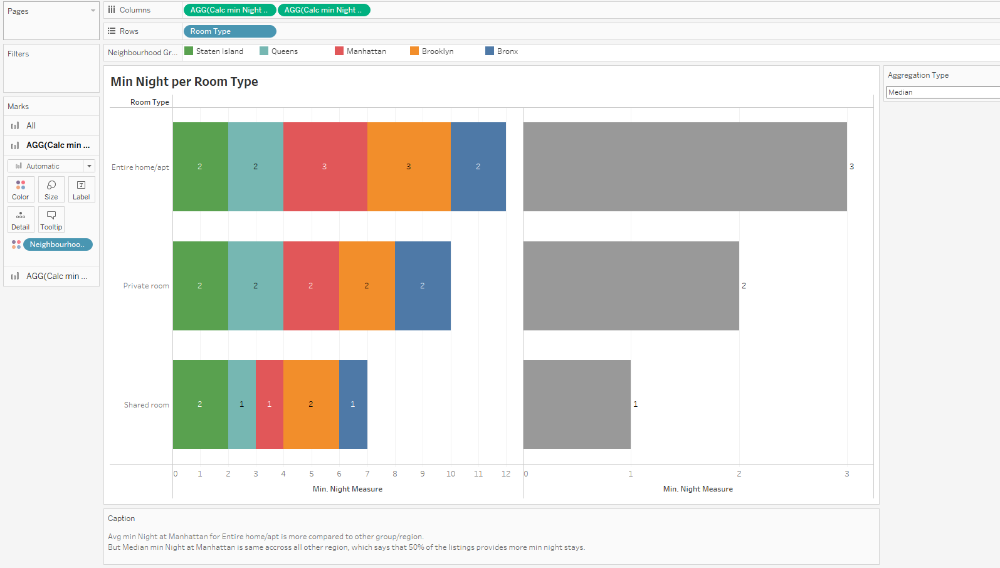 Pages
Columns
AGG(Calc min Night ..
AGG(Calc min Night ..
Rows
Room Type
Filters
Neighbourhood Gr...
Staten Island
Queens
Manhattan
Brooklyn
Bronx
Marks
All
AGG(Calc min ...
Automatic
Color
Size
Label
Detail
Tooltip
Neighbourhoo..
AGG(Calc min ...
Min Night per Room Type
Room Type
Entire home/apt
2
2
3
3
2
3
Private room
2
2
2
2
2
2
Shared room
2
1
1
2
1
1
0 1 2 3 4 5 6 7 8 9 10 11 12
0 1 2 3
Min. Night Measure
Min. Night Measure
Aggregation Type
Median
Caption
Avg min Night at Manhattan for Entire home/apt is more compared to other group/region.
But Median min Night at Manhattan is same accross all other region, which says that 50% of the listings provides more min night stays.